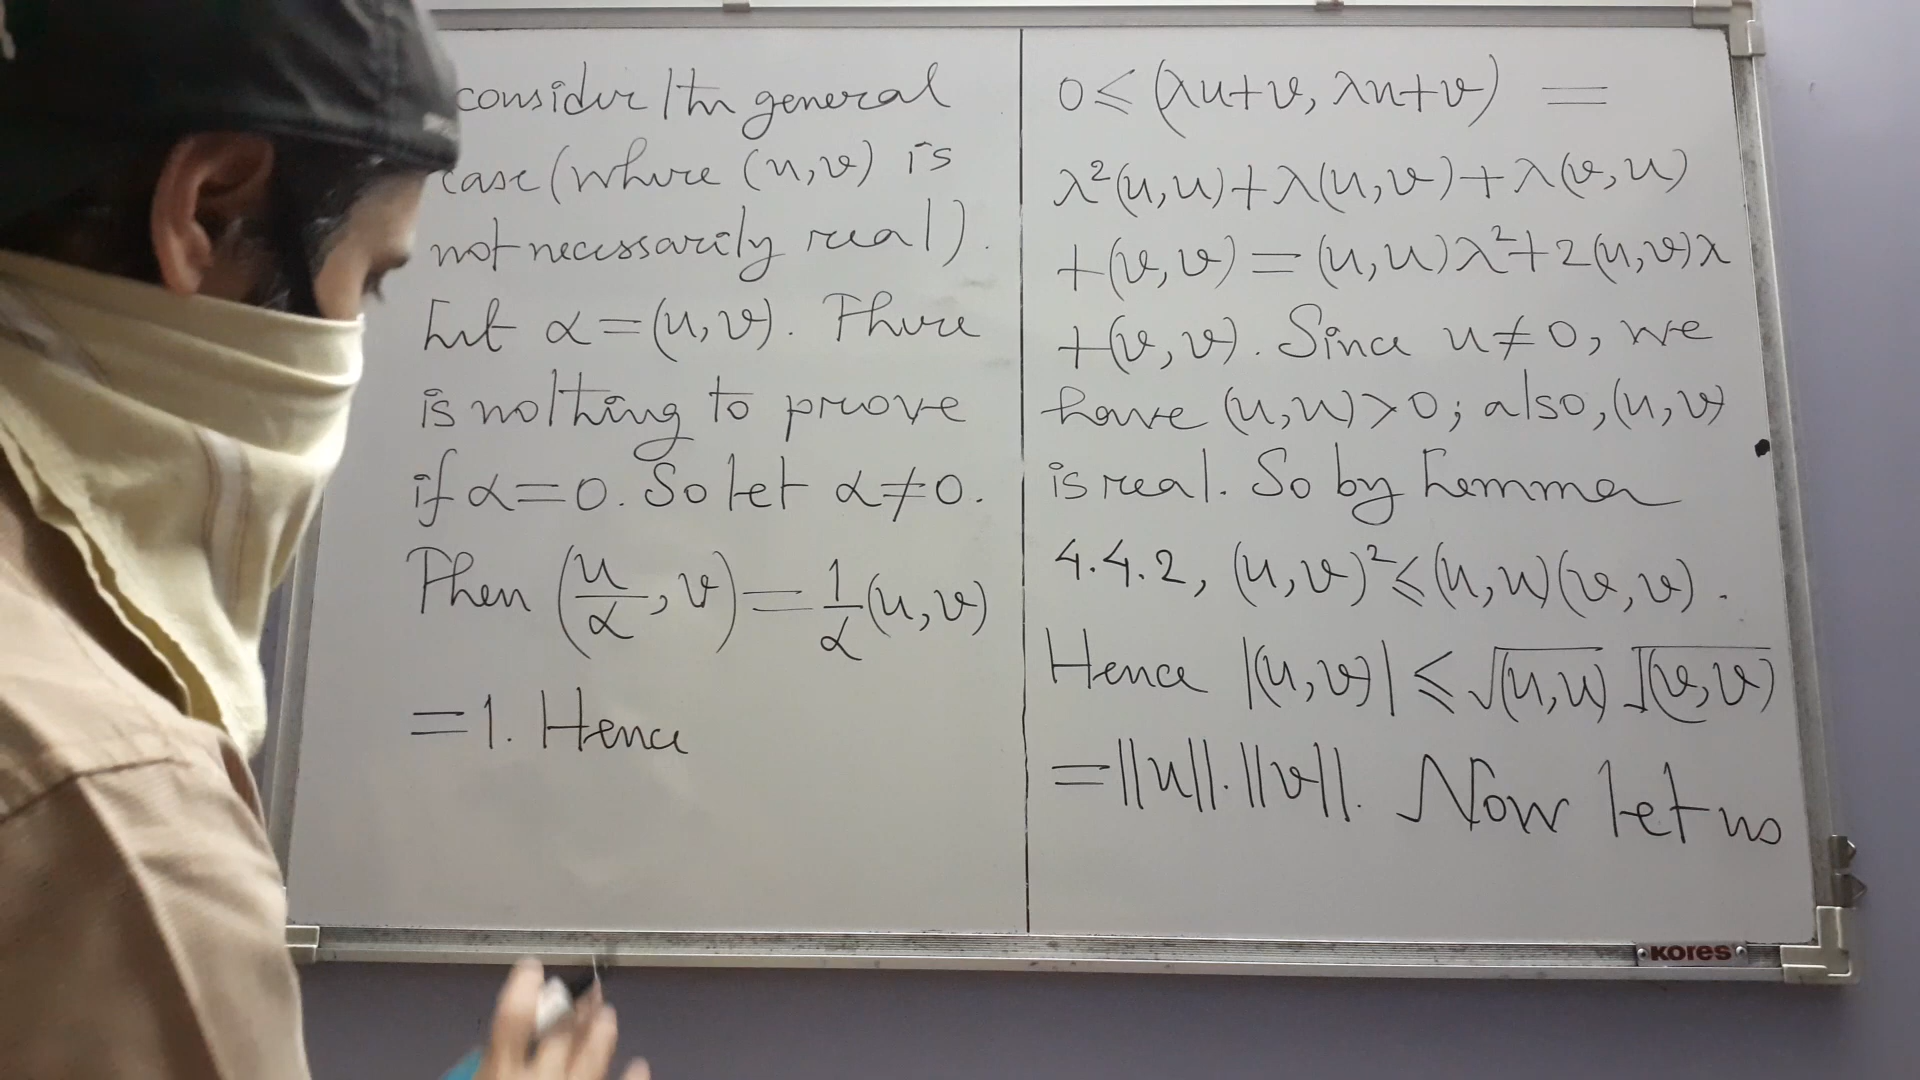 consider the general
case (where (u,v) is
not necessarily real).
Let α = (u,v). There
is nothing to prove
if α = 0. So let α ≠ 0.
Then (u/α, v) = 1/α (u,v)
= 1. Hence
0 ≤ (λu+v, λu+v) =
λ²(u,u) + λ(u,v) + λ(v,u)
+ (v,v) = (u,u)λ² + 2(u,v)λ
+ (v,v). Since u ≠ 0, we
have (u,u) > 0; also, (u,v)
is real. So by Lemma
4.4.2, (u,v)² ≤ (u,u)(v,v).
Hence |(u,v)| ≤ √(u,u) √(v,v)
= ||u||.||v||. Now let us
kores